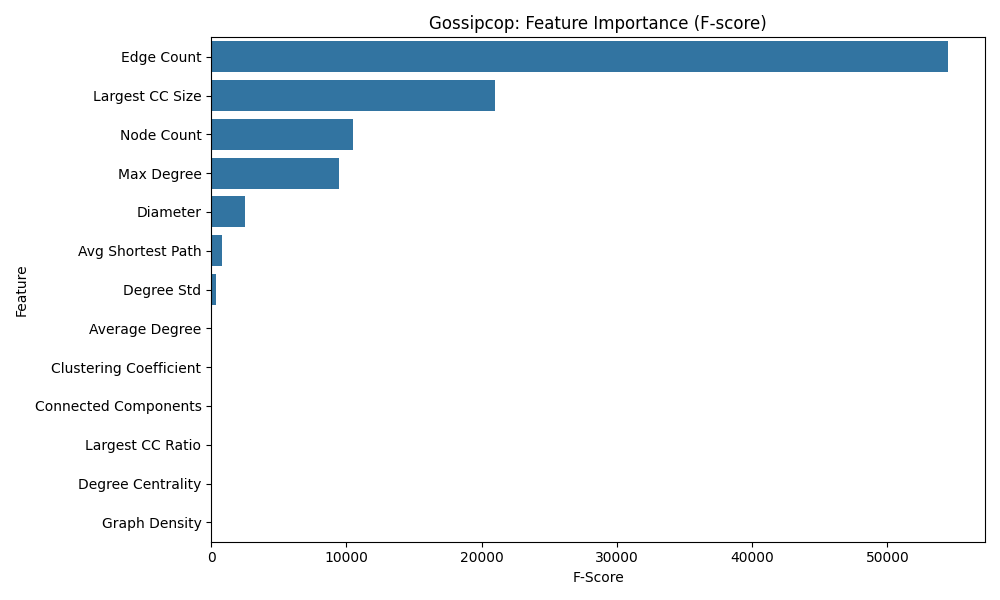 Gossipcop: Feature Importance (F-score)
Edge Count
Largest CC Size
Node Count
Max Degree
Diameter
Avg Shortest Path
Degree Std
Average Degree
Clustering Coefficient
Connected Components
Largest CC Ratio
Degree Centrality
Graph Density
Feature
0 10000 20000 30000 40000 50000
F-Score